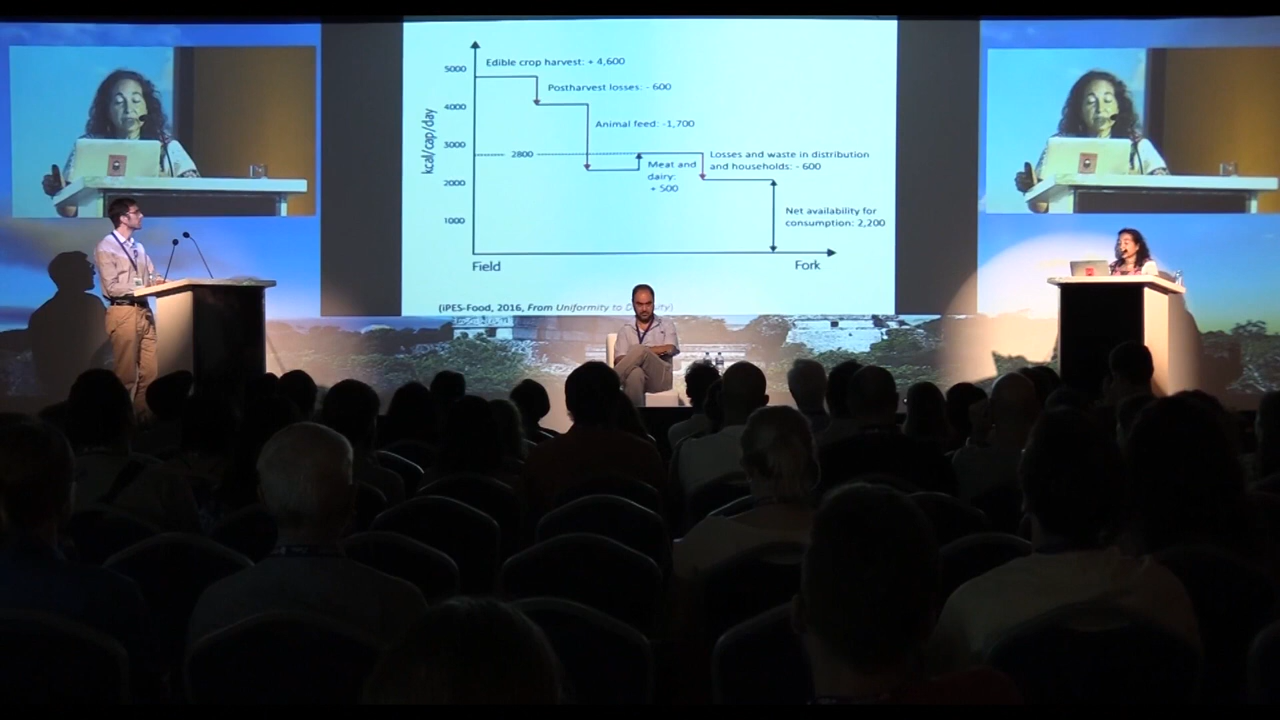 5000
Edible crop harvest: + 4,600
Postharvest losses: - 600
4000
Animal feed: -1,700
kcal/cap/day
3000
2800
Losses and waste in distribution
and households: - 600
Meat and
dairy:
+ 500
2000
Net availability for
consumption: 2,200
1000
Field
Fork
(iPES-Food, 2016, From Uniformity to